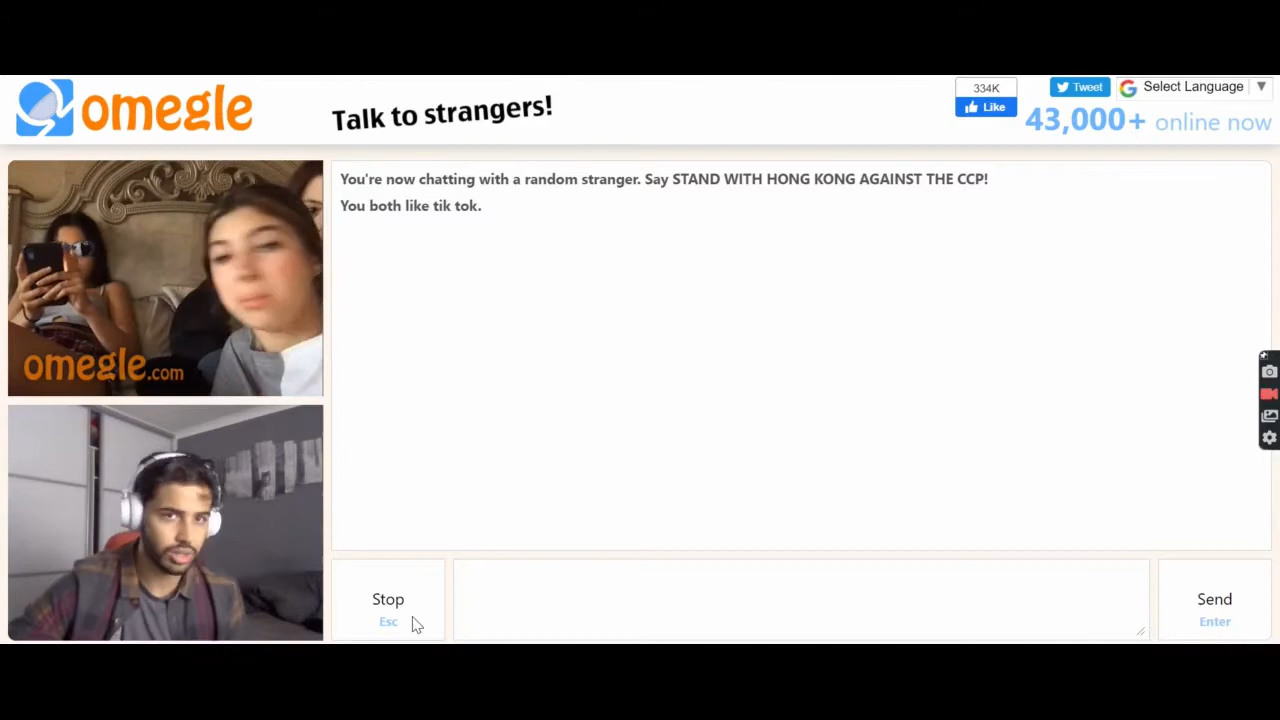 omegle
Talk to strangers!
334K
Like
Tweet
Select Language ▼
43,000+ online now
You're now chatting with a random stranger. Say STAND WITH HONG KONG AGAINST THE CCP!
You both like tik tok.
omegle.com
Stop
Esc
Send
Enter